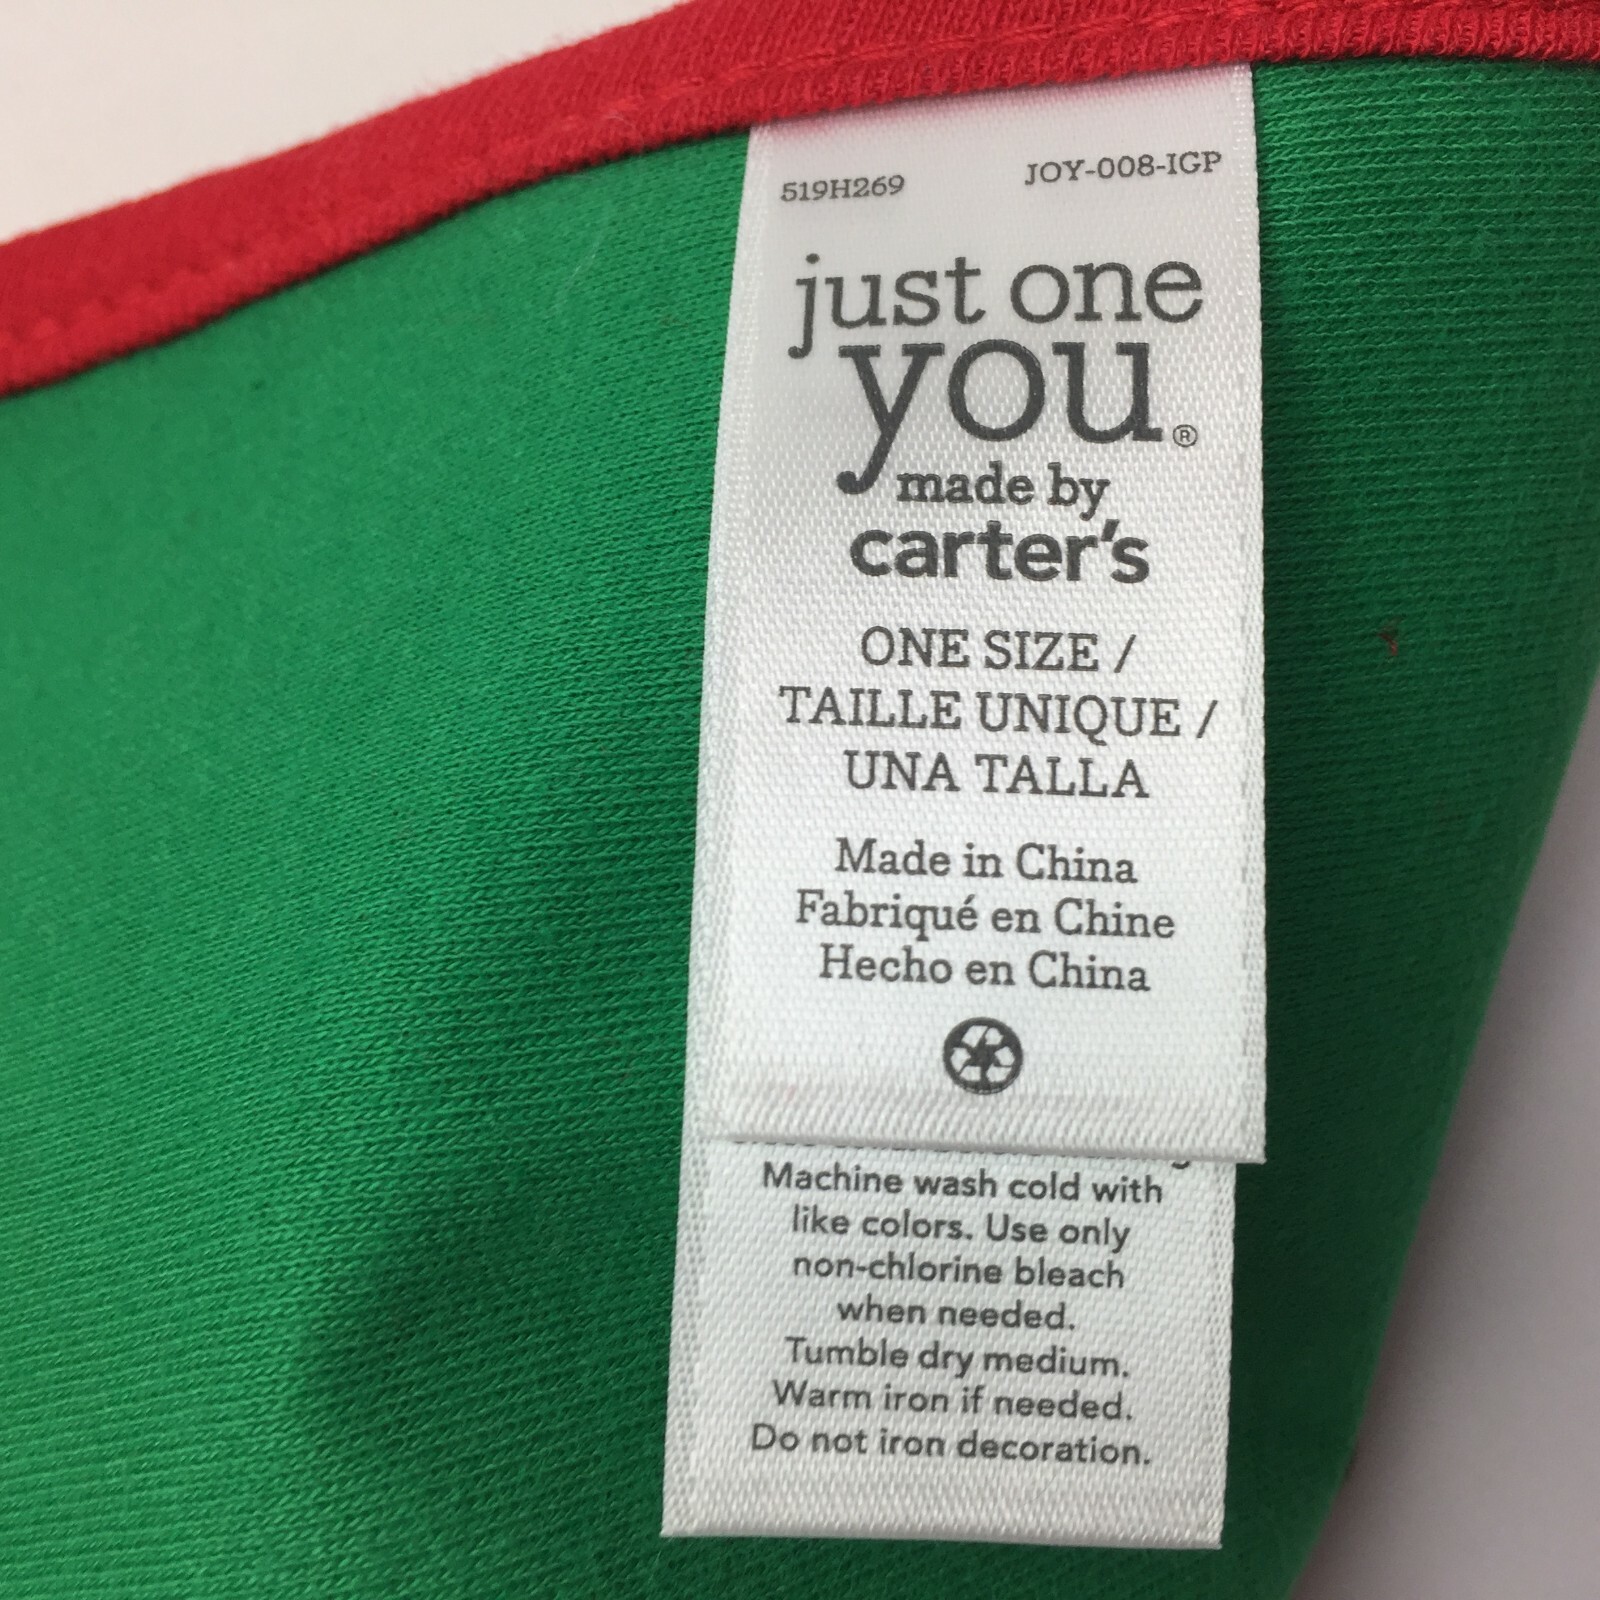 519H269 JOY-008-IGP
just one
you®
made by
carter's
ONE SIZE /
TAILLE UNIQUE /
UNA TALLA
Made in China
Fabriqué en Chine
Hecho en China
Machine wash cold with
like colors. Use only
non-chlorine bleach
when needed.
Tumble dry medium.
Warm iron if needed.
Do not iron decoration.